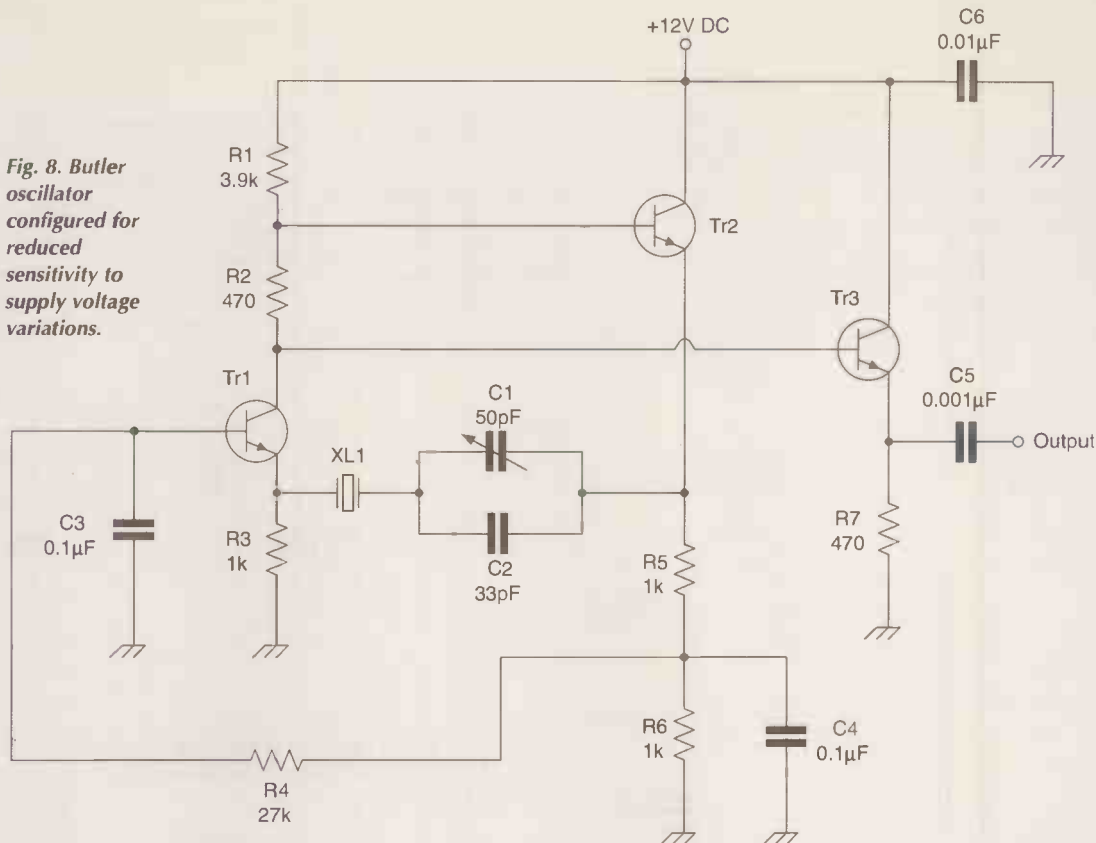 +12V DC
C6
0.01µF
Fig. 8. Butler
oscillator
configured for
reduced
sensitivity to
supply voltage
variations.
R1
3.9k
Tr2
R2
470
Tr3
Tr1
C1
50pF
C5
0.001µF
Output
XL1
C3
0.1µF
R3
1k
C2
33pF
R5
1k
R7
470
R6
1k
C4
0.1µF
R4
27k